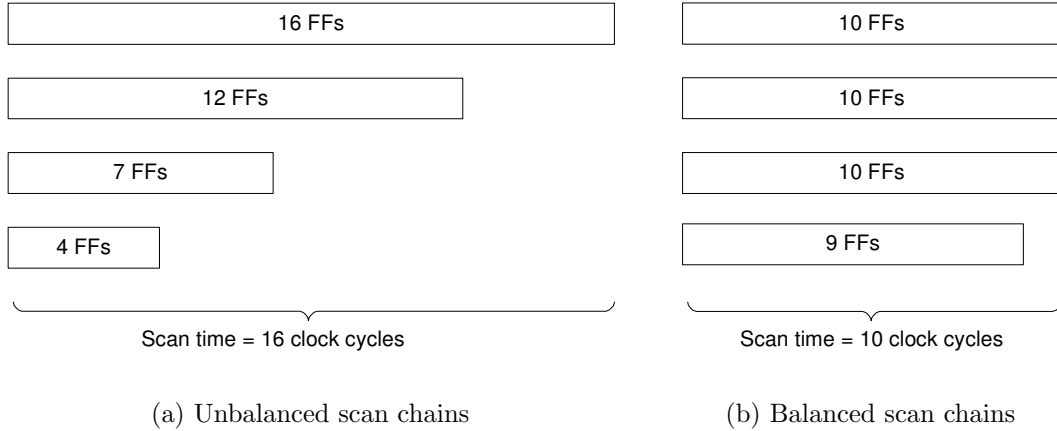 16 FFs
12 FFs
7 FFs
4 FFs
Scan time = 16 clock cycles
(a) Unbalanced scan chains
10 FFs
10 FFs
10 FFs
9 FFs
Scan time = 10 clock cycles
(b) Balanced scan chains